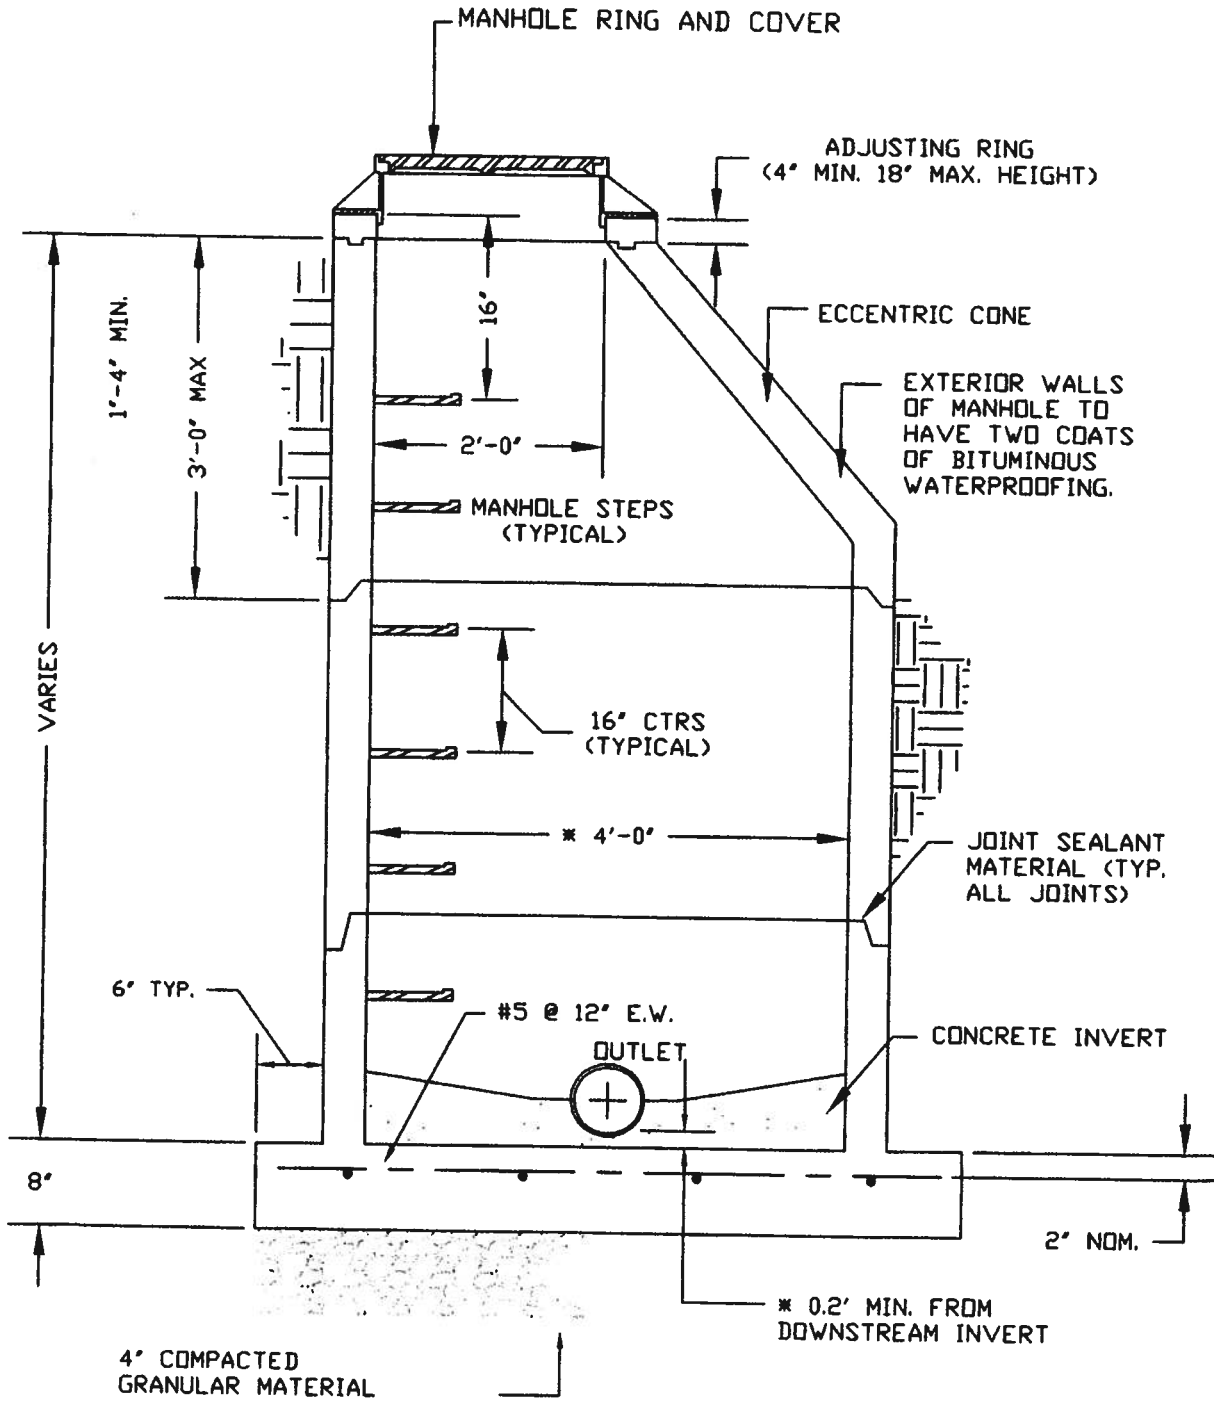 MANHOLE RING AND COVER
ADJUSTING RING
(4" MIN. 18" MAX. HEIGHT)
1'-4" MIN.
3'-0" MAX
16"
ECCENTRIC CONE
EXTERIOR WALLS
OF MANHOLE TO
HAVE TWO COATS
OF BITUMINOUS
WATERPROOFING.
2'-0"
MANHOLE STEPS
(TYPICAL)
VARIES
16" CTRS
(TYPICAL)
* 4'-0"
JOINT SEALANT
MATERIAL (TYP.
ALL JOINTS)
6" TYP.
#5 @ 12" E.W.
OUTLET
CONCRETE INVERT
8"
2" NOM.
* 0.2' MIN. FROM
DOWNSTREAM INVERT
4" COMPACTED
GRANULAR MATERIAL